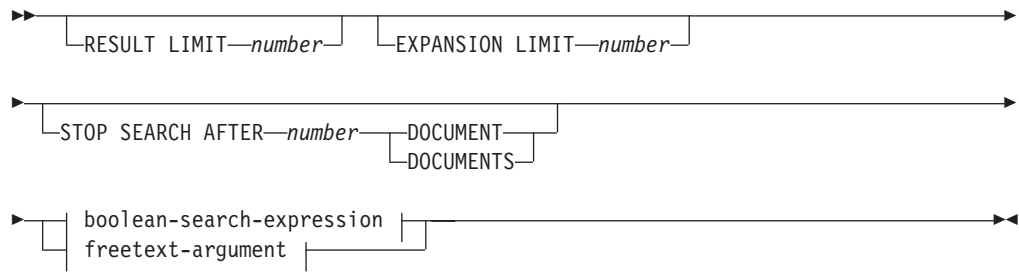 RESULT LIMIT number EXPANSION LIMIT number
STOP SEARCH AFTER number DOCUMENT
DOCUMENTS
boolean-search-expression
freetext-argument